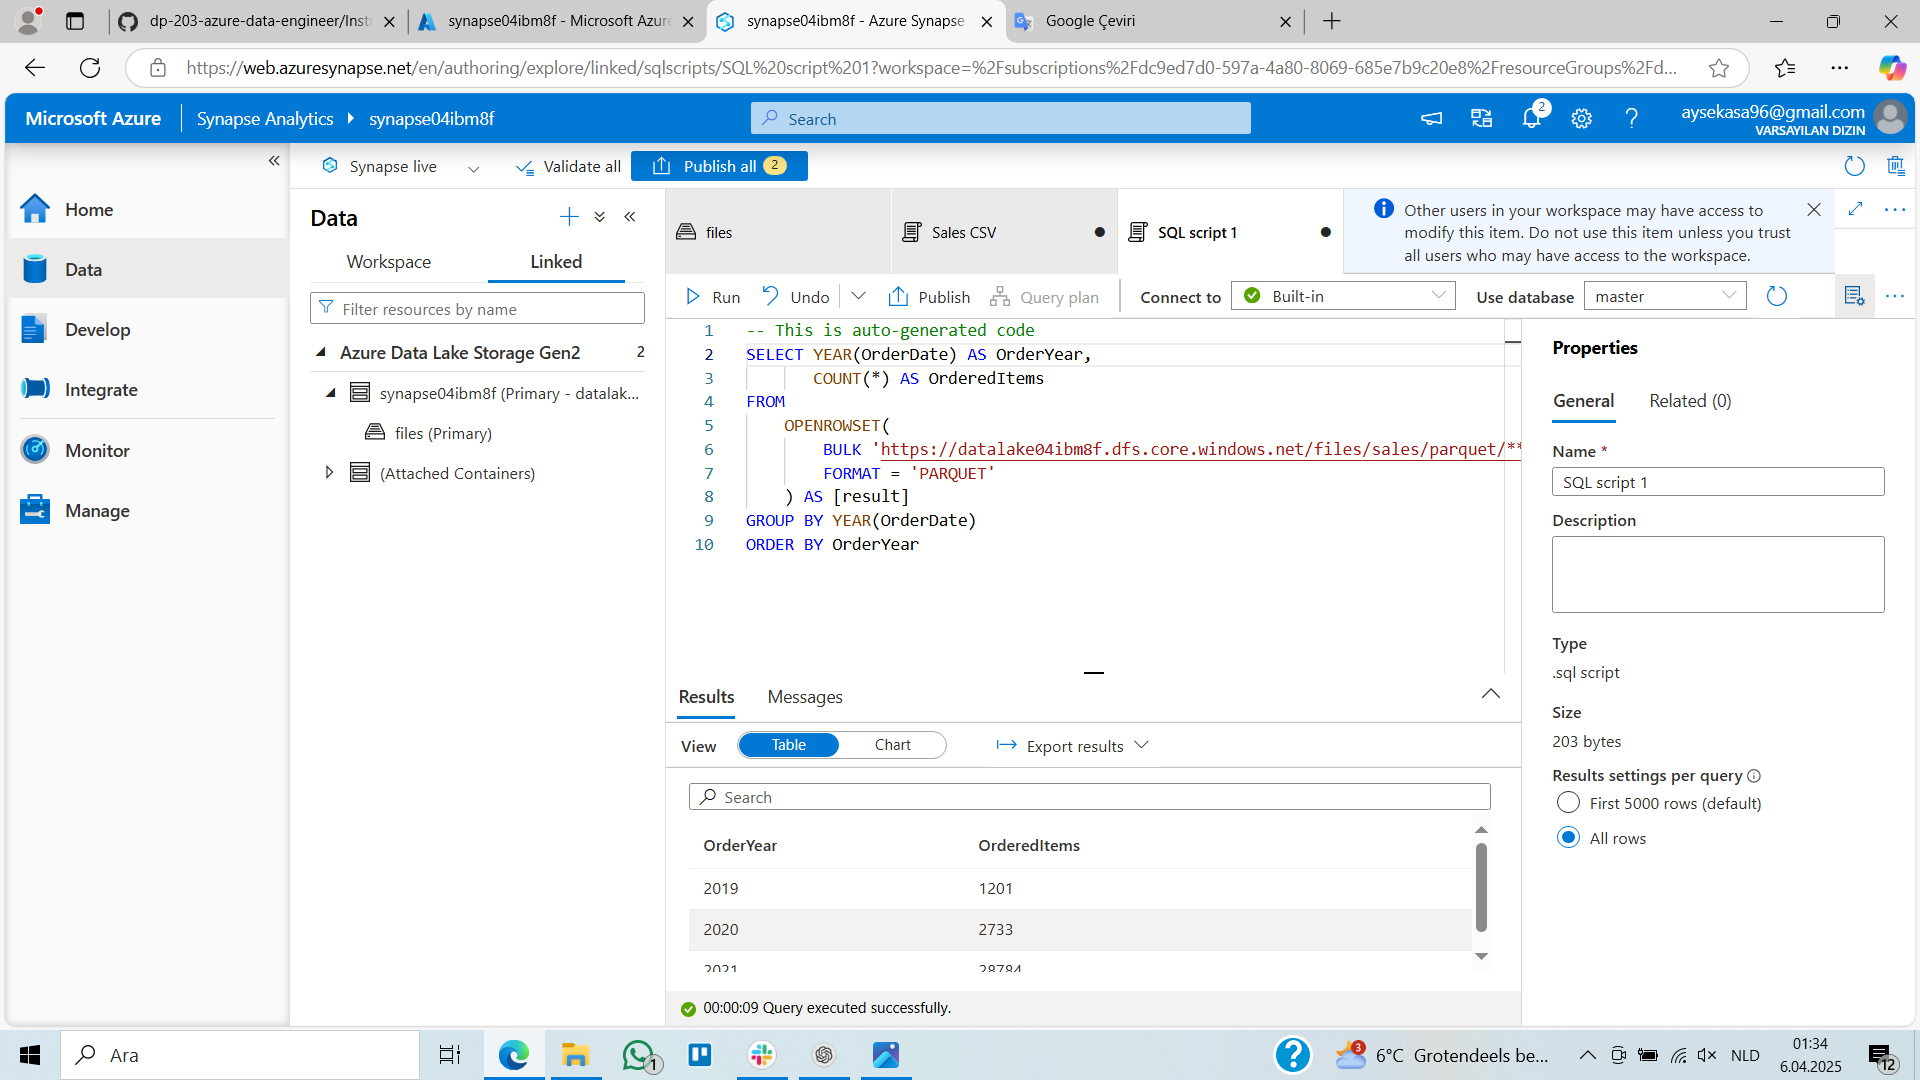 dp-203-azure-data-engineer/Inst
synapse04ibm8f - Microsoft Azure
synapse04ibm8f - Azure Synapse
Google Çeviri
https://web.azuresynapse.net/en/authoring/explore/linked/sqlscripts/SQL%20script%201?workspace=%2Fsubscriptions%2Fdc9ed7d0-597a-4a80-8069-685e7b9c20e8%2FresourceGroups%2Fd...
Microsoft Azure
Synapse Analytics
synapse04ibm8f
Search
2
aysekasa96@gmail.com
VARSAYILAN DIZIN
Synapse live
Validate all
Publish all 2
Home
Data
Develop
Integrate
Monitor
Manage
Data
Workspace
Linked
Filter resources by name
Azure Data Lake Storage Gen2 2
synapse04ibm8f (Primary - datalak...
files (Primary)
(Attached Containers)
files
Sales CSV
SQL script 1
Other users in your workspace may have access to
modify this item. Do not use this item unless you trust
all users who may have access to the workspace.
Run
Undo
Publish
Query plan
Connect to
Built-in
Use database
master
1 -- This is auto-generated code
2 SELECT YEAR(OrderDate) AS OrderYear,
3 COUNT(*) AS OrderedItems
4 FROM
5 OPENROWSET(
6 BULK 'https://datalake04ibm8f.dfs.core.windows.net/files/sales/parquet/**
7 FORMAT = 'PARQUET'
8 ) AS [result]
9 GROUP BY YEAR(OrderDate)
10 ORDER BY OrderYear
Results
Messages
View
Table
Chart
Export results
Search
OrderYear OrderedItems
2019 1201
2020 2733
2021 28784
00:00:09 Query executed successfully.
Properties
General
Related (0)
Name *
SQL script 1
Description
Type
.sql script
Size
203 bytes
Results settings per query
First 5000 rows (default)
All rows
Ara
1
3
6°C Grotendeels be...
NLD
01:34
6.04.2025
12